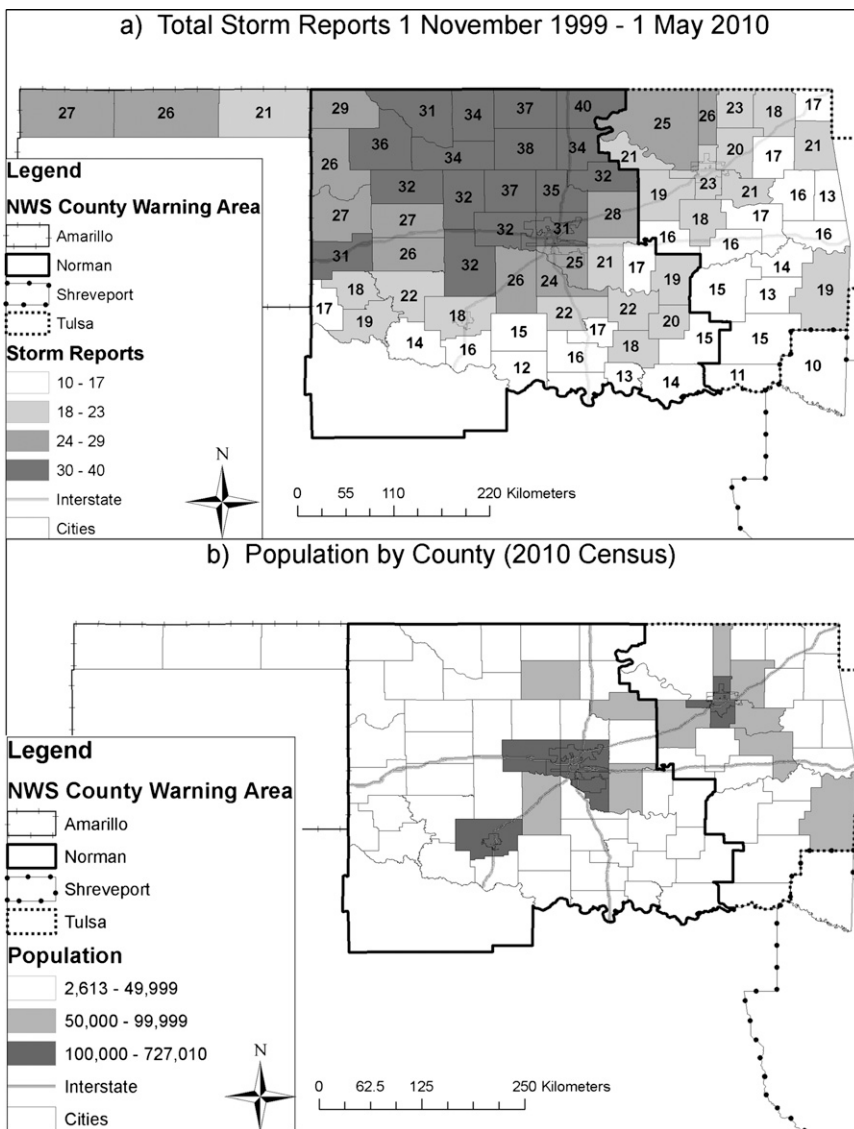 a) Total Storm Reports 1 November 1999 - 1 May 2010
27 26 21 29 31 34 37 40 25 26 23 18 17
36 34 38 34 21 20 17 21
26 32 32 37 35 32 19 23 21 16 13
27 27 32 31 28 18 17
31 26 32 25 21 17 16 16 16
18 22 26 24 19 15 14
17 19 18 22 22 20 13 19
14 16 15 17 18 15 15
12 16 13 14 11 10
Legend
NWS County Warning Area
Amarillo
Norman
Shreveport
Tulsa
Storm Reports
10 - 17
18 - 23
24 - 29
30 - 40
Interstate
Cities
N
0 55 110 220 Kilometers
b) Population by County (2010 Census)
Legend
NWS County Warning Area
Amarillo
Norman
Shreveport
Tulsa
Population
2,613 - 49,999
50,000 - 99,999
100,000 - 727,010
Interstate
Cities
N
0 62.5 125 250 Kilometers